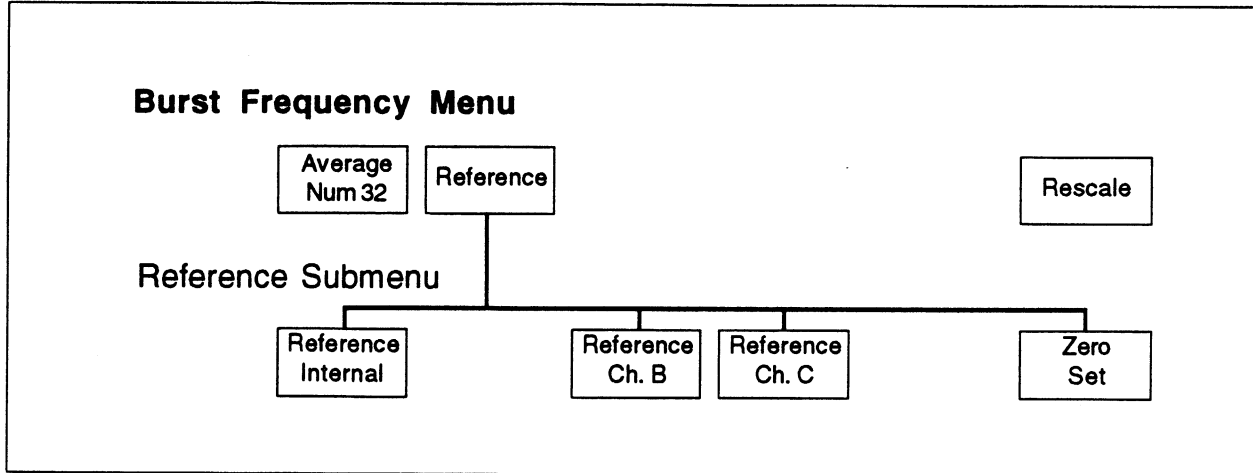 Burst Frequency Menu
Average
Num 32
Reference
Rescale
Reference Submenu
Reference
Internal
Reference
Ch. B
Reference
Ch. C
Zero
Set